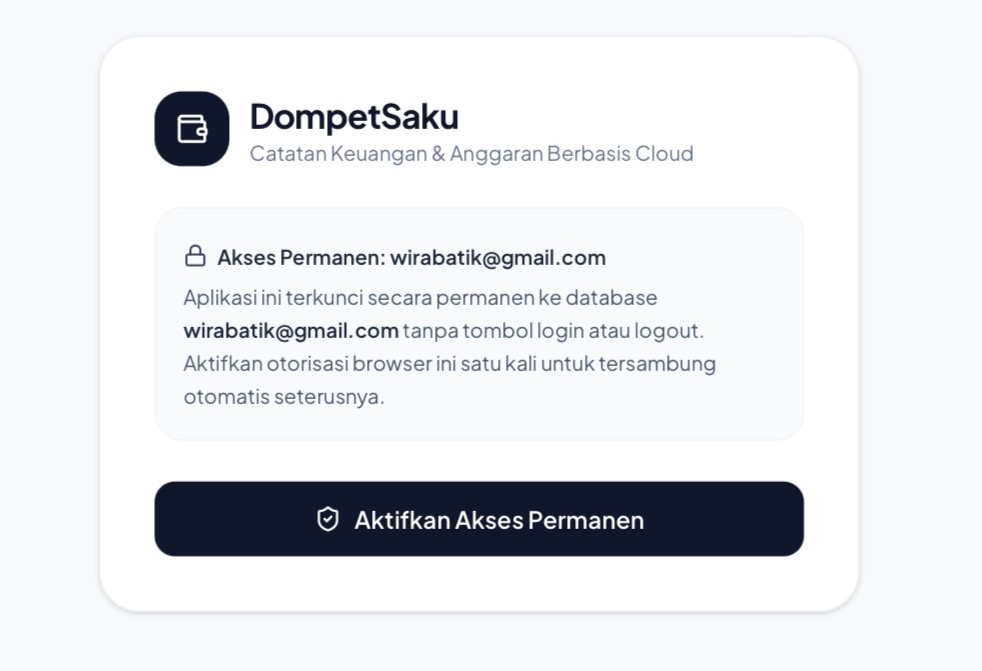 DompetSaku
Catatan Keuangan & Anggaran Berbasis Cloud
Akses Permanen: wirabatik@gmail.com
Aplikasi ini terkunci secara permanen ke database
wirabatik@gmail.com tanpa tombol login atau logout.
Aktifkan otorisasi browser ini satu kali untuk tersambung
otomatis seterusnya.
Aktifkan Akses Permanen